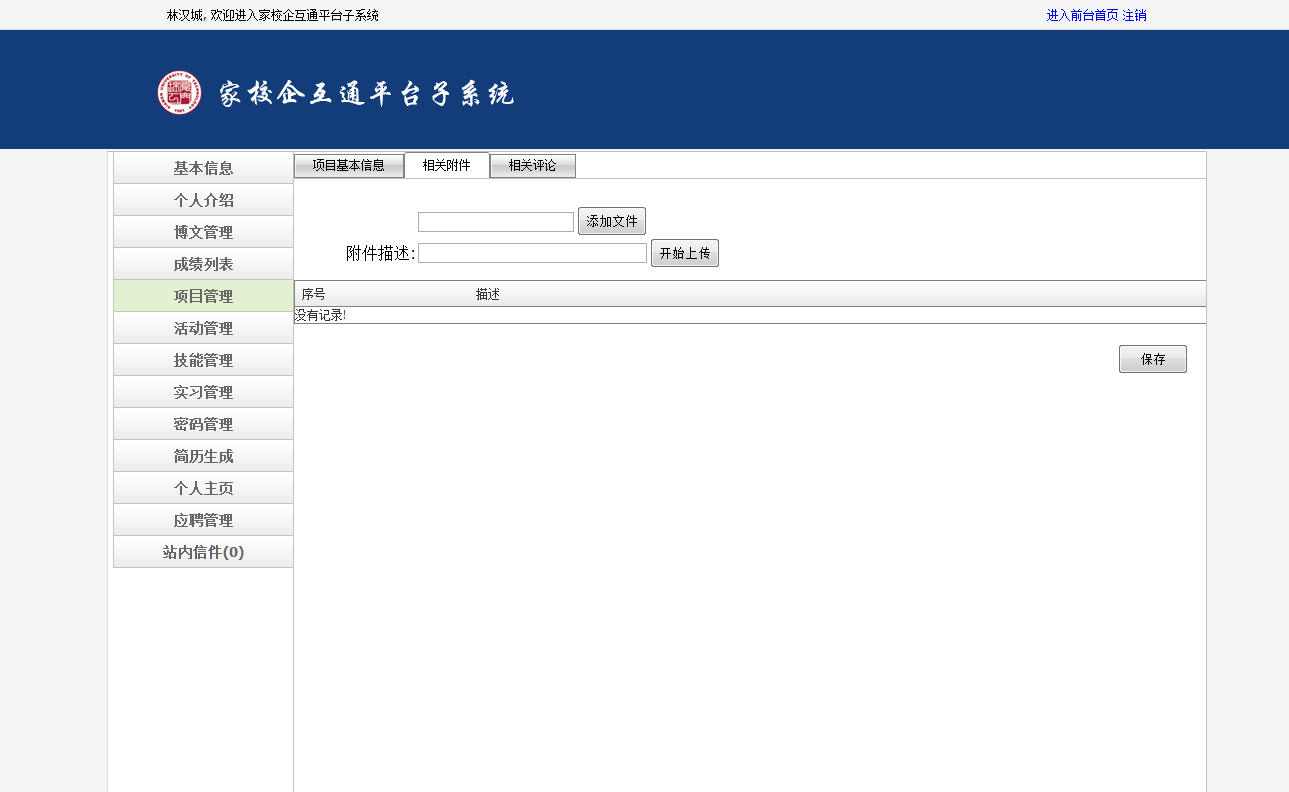 林汉城, 欢迎进入家校企互通平台子系统
进入前台首页 注销
家校企互通平台子系统
基本信息
个人介绍
博文管理
成绩列表
项目管理
活动管理
技能管理
实习管理
密码管理
简历生成
个人主页
应聘管理
站内信件(0)
项目基本信息 相关附件 相关评论
添加文件
附件描述: 开始上传
序号 描述
没有记录!
保存